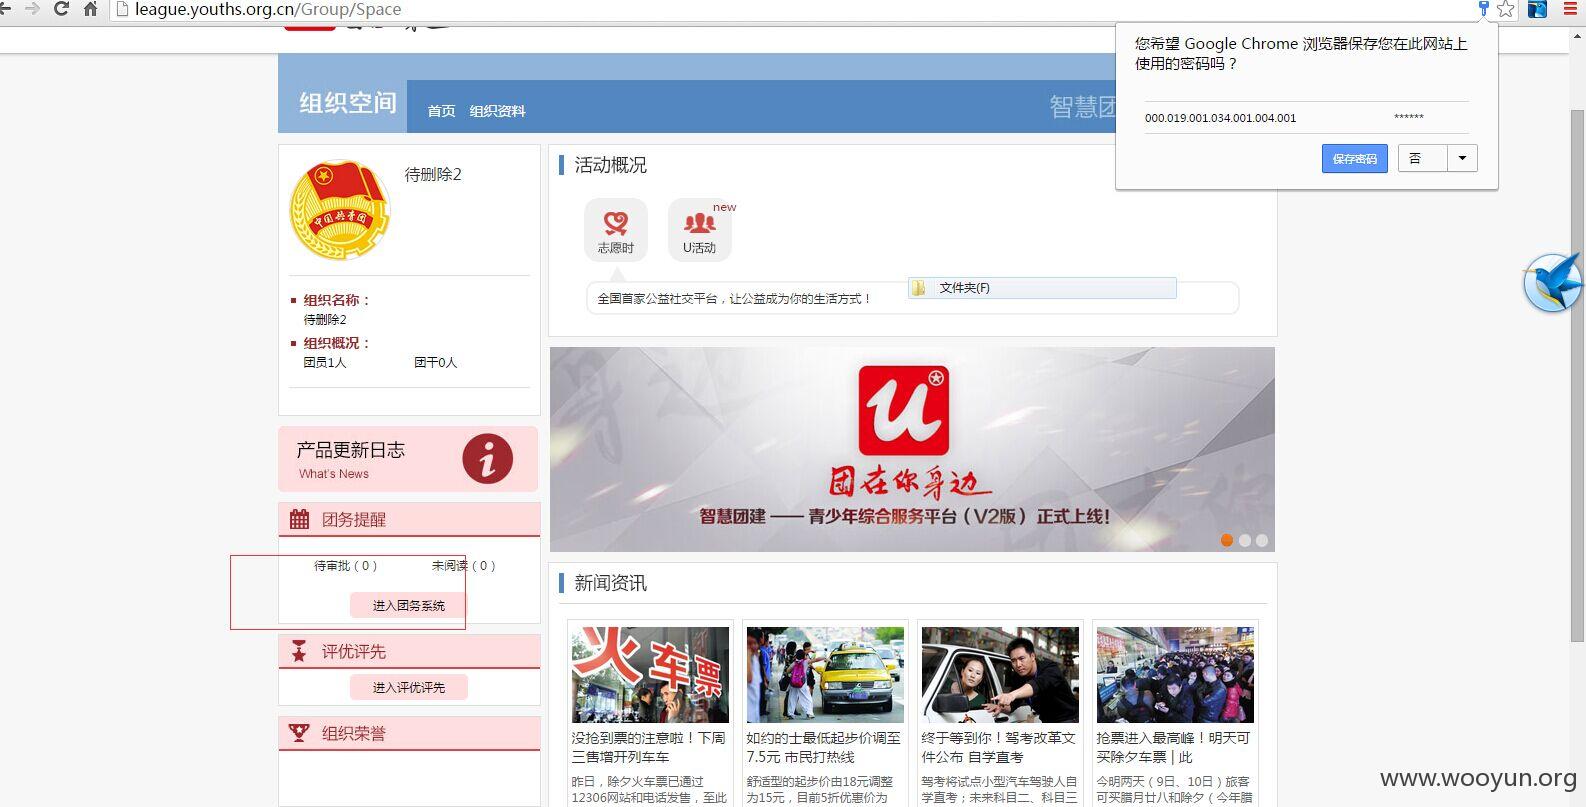 league.youths.org.cn/Group/Space
您希望 Google Chrome 浏览器保存您在此网站上
使用的密码吗？
000.019.001.034.001.004.001 ******
保存密码 否
组织空间 首页 组织资料 智慧团
待删除2
中国共青团
组织名称：
待删除2
组织概况：
团员1人 团干0人
活动概况
志愿时
new
U活动
全国首家公益社交平台，让公益成为你的生活方式！
文件夹(F)
产品更新日志
What's News
u
团在你身边
智慧团建 —— 青少年综合服务平台（V2版） 正式上线！
团务提醒
待审批（0） 未阅读（0）
进入团务系统
评优评先
进入评优评先
组织荣誉
新闻资讯
火车票
没抢到票的注意啦！下周
三售增开列车车
昨日，除夕火车票已通过
12306网站和电话发售，至此
如约的士最低起步价调至
7.5元 市民打热线
舒适型的起步价由18元调整
为15元，目前5折优惠价为
终于等到你！驾考改革文
件公布 自学直考
驾考将试点小型汽车驾驶人自
学直考；未来科目二、科目三
抢票进入最高峰！明天可
买除夕车票 | 此
今明两天（9日、10日）旅客
可买腊月廿八和除夕（今年腊
www.wooyun.org